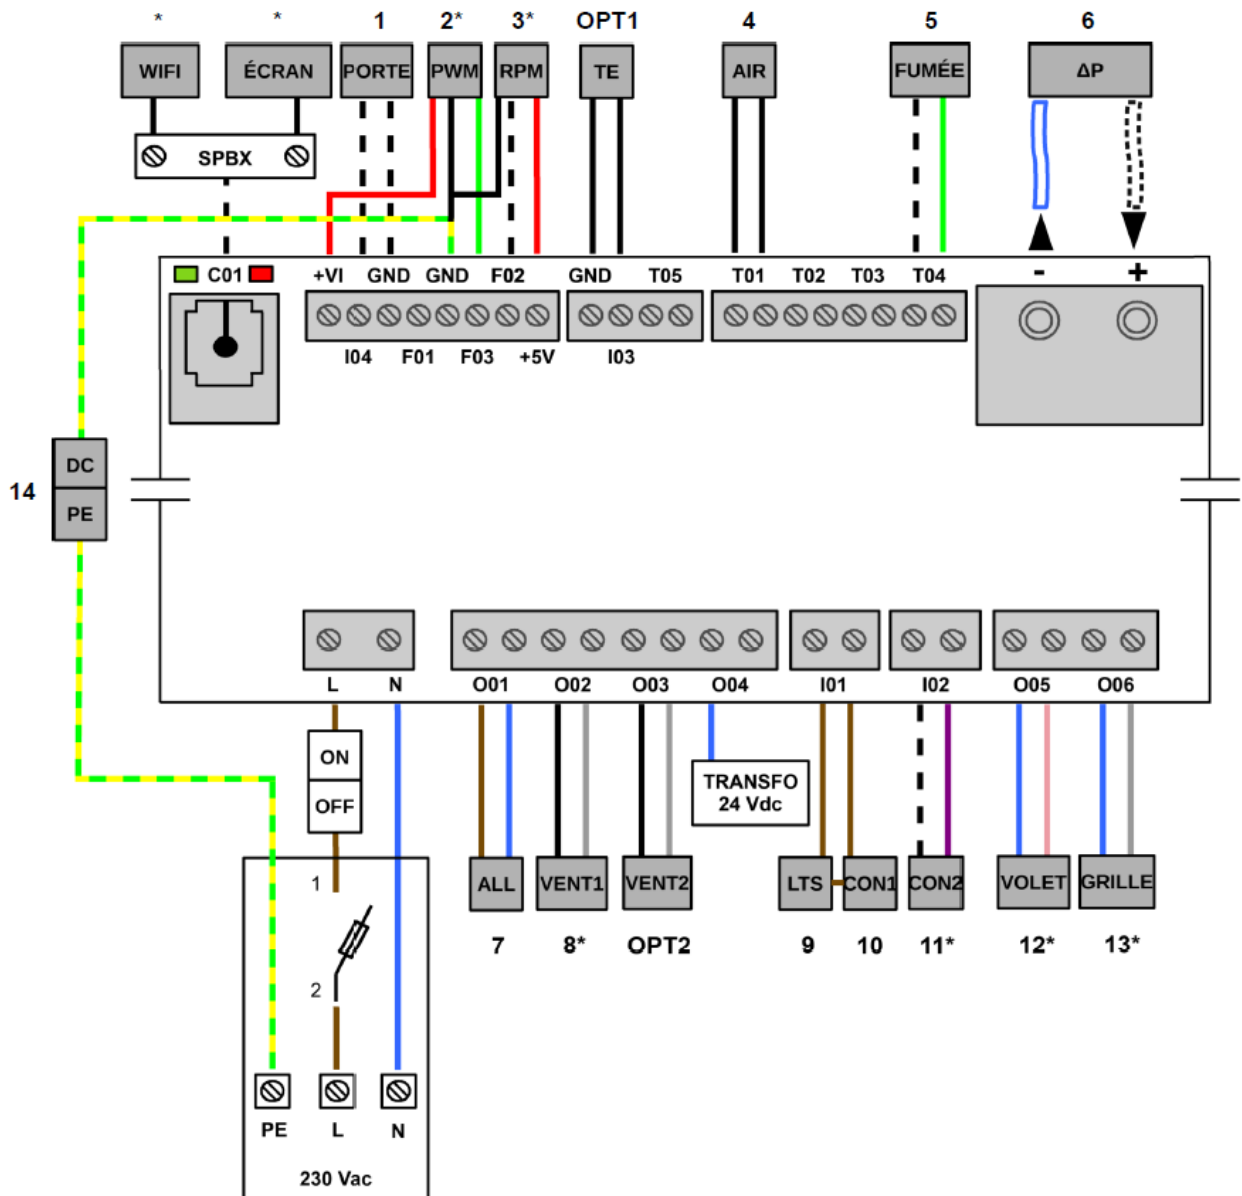 * * 1 2* 3* OPT1 4 5 6
WIFI ÉCRAN PORTE PWM RPM TE AIR FUMÉE ΔP
SPBX
C01 +VI GND GND F02 GND T05 T01 T02 T03 T04 - +
I04 F01 F03 +5V I03
DC
14
PE
L N O01 O02 O03 O04 I01 I02 O05 O06
ON
OFF
TRANSFO
24 Vdc
1
ALL VENT1 VENT2 LTS CON1 CON2 VOLET GRILLE
7 8* OPT2 9 10 11* 12* 13*
2
PE L N
230 Vac